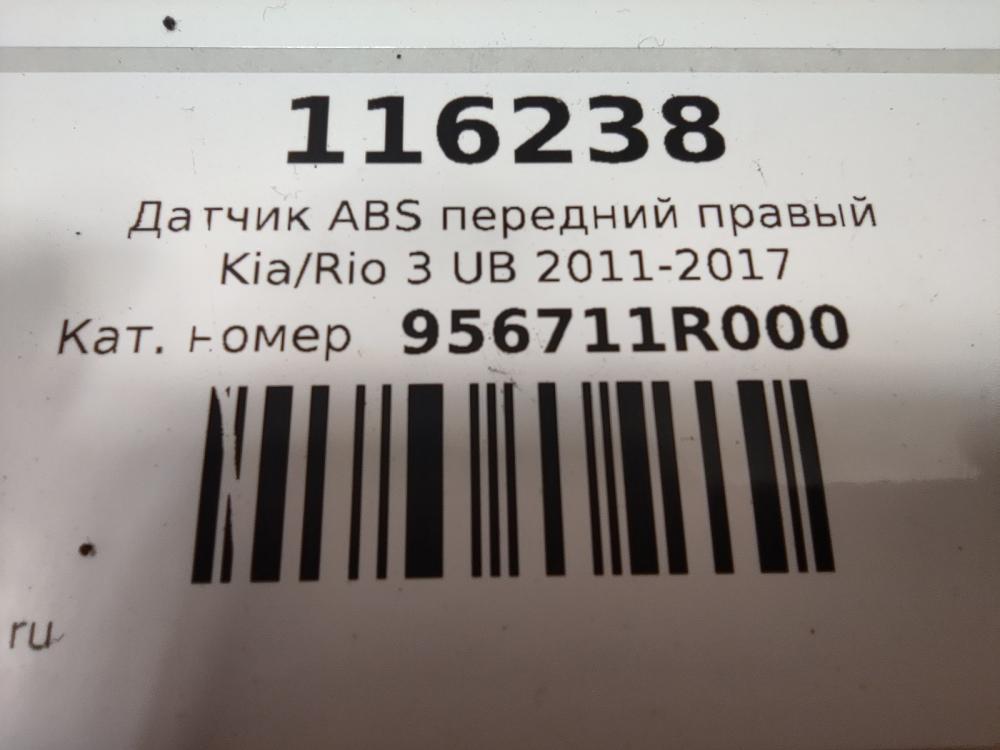 116238
Датчик ABS передний правый
Kia/Rio 3 UB 2011-2017
Кат. номер 956711R000
ru